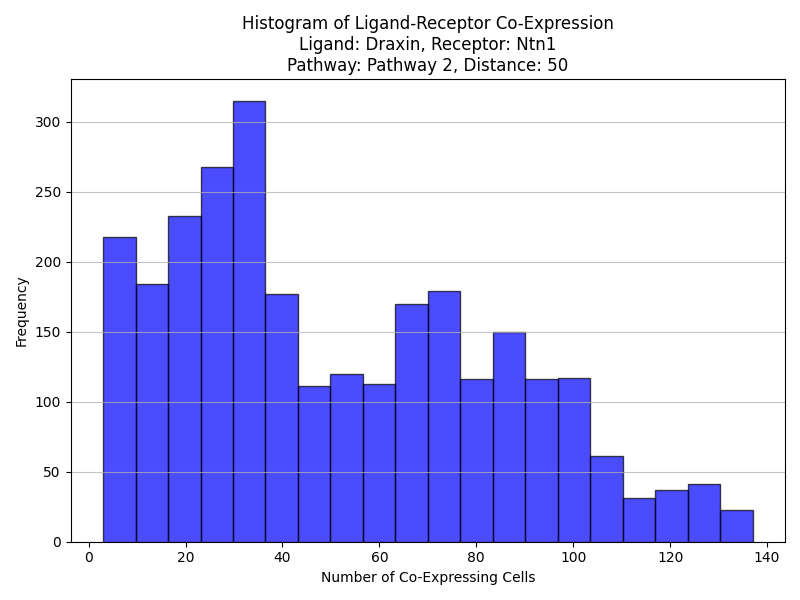 Histogram of Ligand-Receptor Co-Expression
Ligand: Draxin, Receptor: Ntn1
Pathway: Pathway 2, Distance: 50
300
250
200
150
100
50
0
Frequency
0 20 40 60 80 100 120 140
Number of Co-Expressing Cells